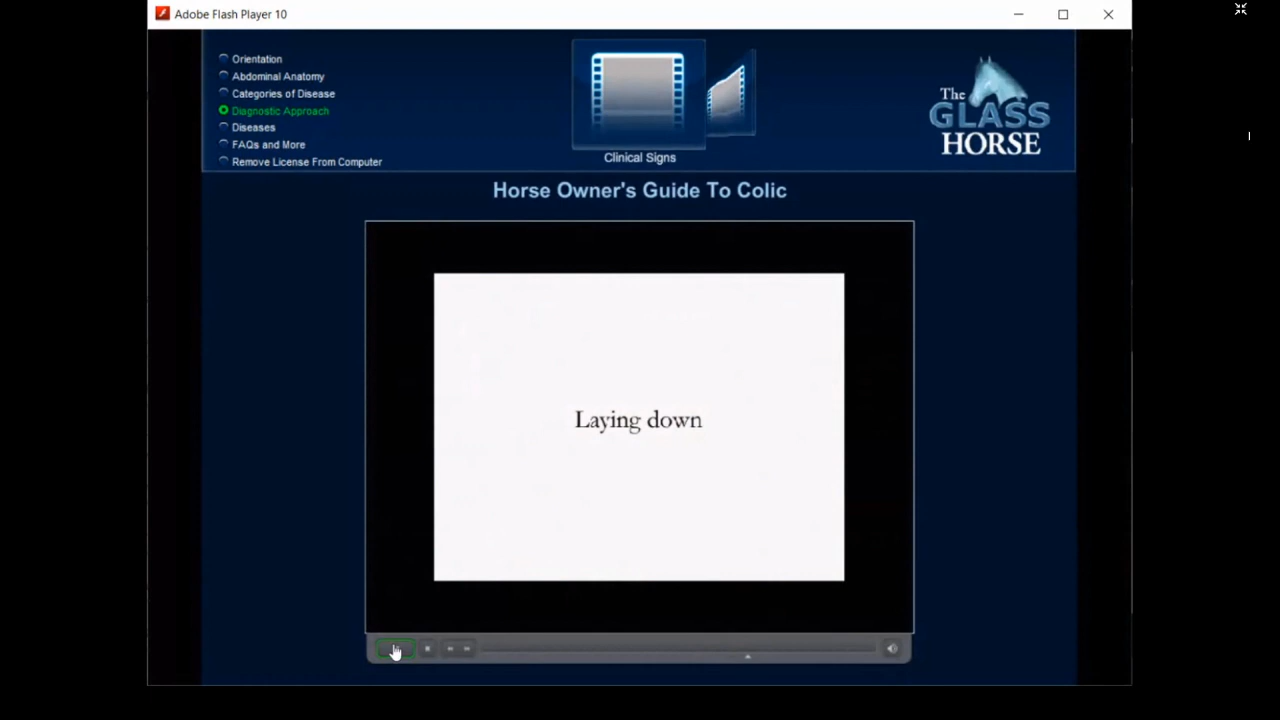 Adobe Flash Player 10
Orientation
Abdominal Anatomy
Categories of Disease
Diagnostic Approach
Diseases
FAQs and More
Remove License From Computer
Clinical Signs
The
GLASS
HORSE
Horse Owner's Guide To Colic
Laying down